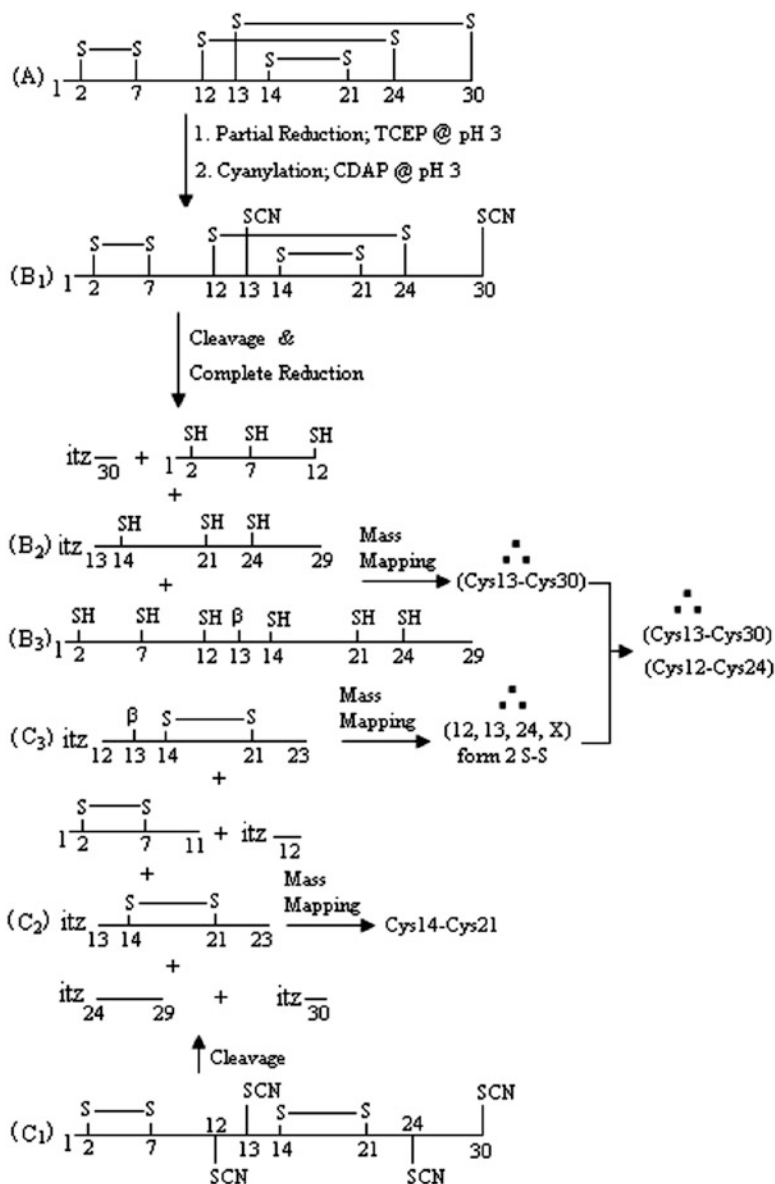 S S
S S S S S S
(A) 1 2 7 12 13 14 21 24 30
1. Partial Reduction; TCEP @ pH 3
2. Cyanylation; CDAP @ pH 3
SCN SCN
S S S S S S
(B1) 1 2 7 12 13 14 21 24 30
Cleavage &
Complete Reduction
SH SH SH
itz 30 + 1 2 7 12
+
SH SH SH
(B2) itz 13 14 21 24 29
Mass
Mapping
(Cys13-Cys30)
+
SH SH SH β SH SH SH
(B3) 1 2 7 12 13 14 21 24 29
(Cys13-Cys30)
(Cys12-Cys24)
β S S
(C3) itz 12 13 14 21 23
Mass
Mapping
(12, 13, 24, X)
form 2 S-S
+
S S
1 2 7 11 + itz 12
+
S S
(C2) itz 13 14 21 23
Mass
Mapping
Cys14-Cys21
+
itz 24 29 + itz 30
Cleavage
SCN SCN
S S 12 S S 24
(C1) 1 2 7 13 14 21 30
SCN SCN